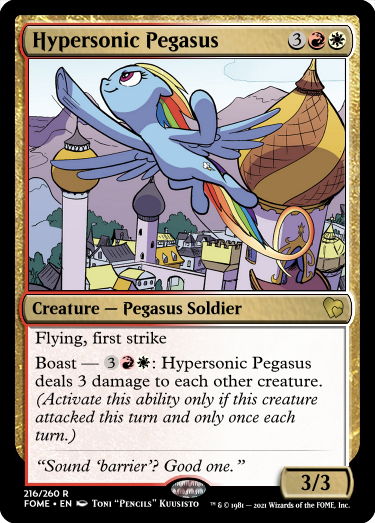 Hypersonic Pegasus 3
Creature — Pegasus Soldier
Flying, first strike
Boast — 3: Hypersonic Pegasus
deals 3 damage to each other creature.
(Activate this ability only if this creature
attacked this turn and only once each
turn.)
“Sound ‘barrier’? Good one.”
3/3
216/260 R
FOME • EN Toni “Pencils” Kuusisto
™ & © 1981 — 2021 Wizards of the FOME, Inc.